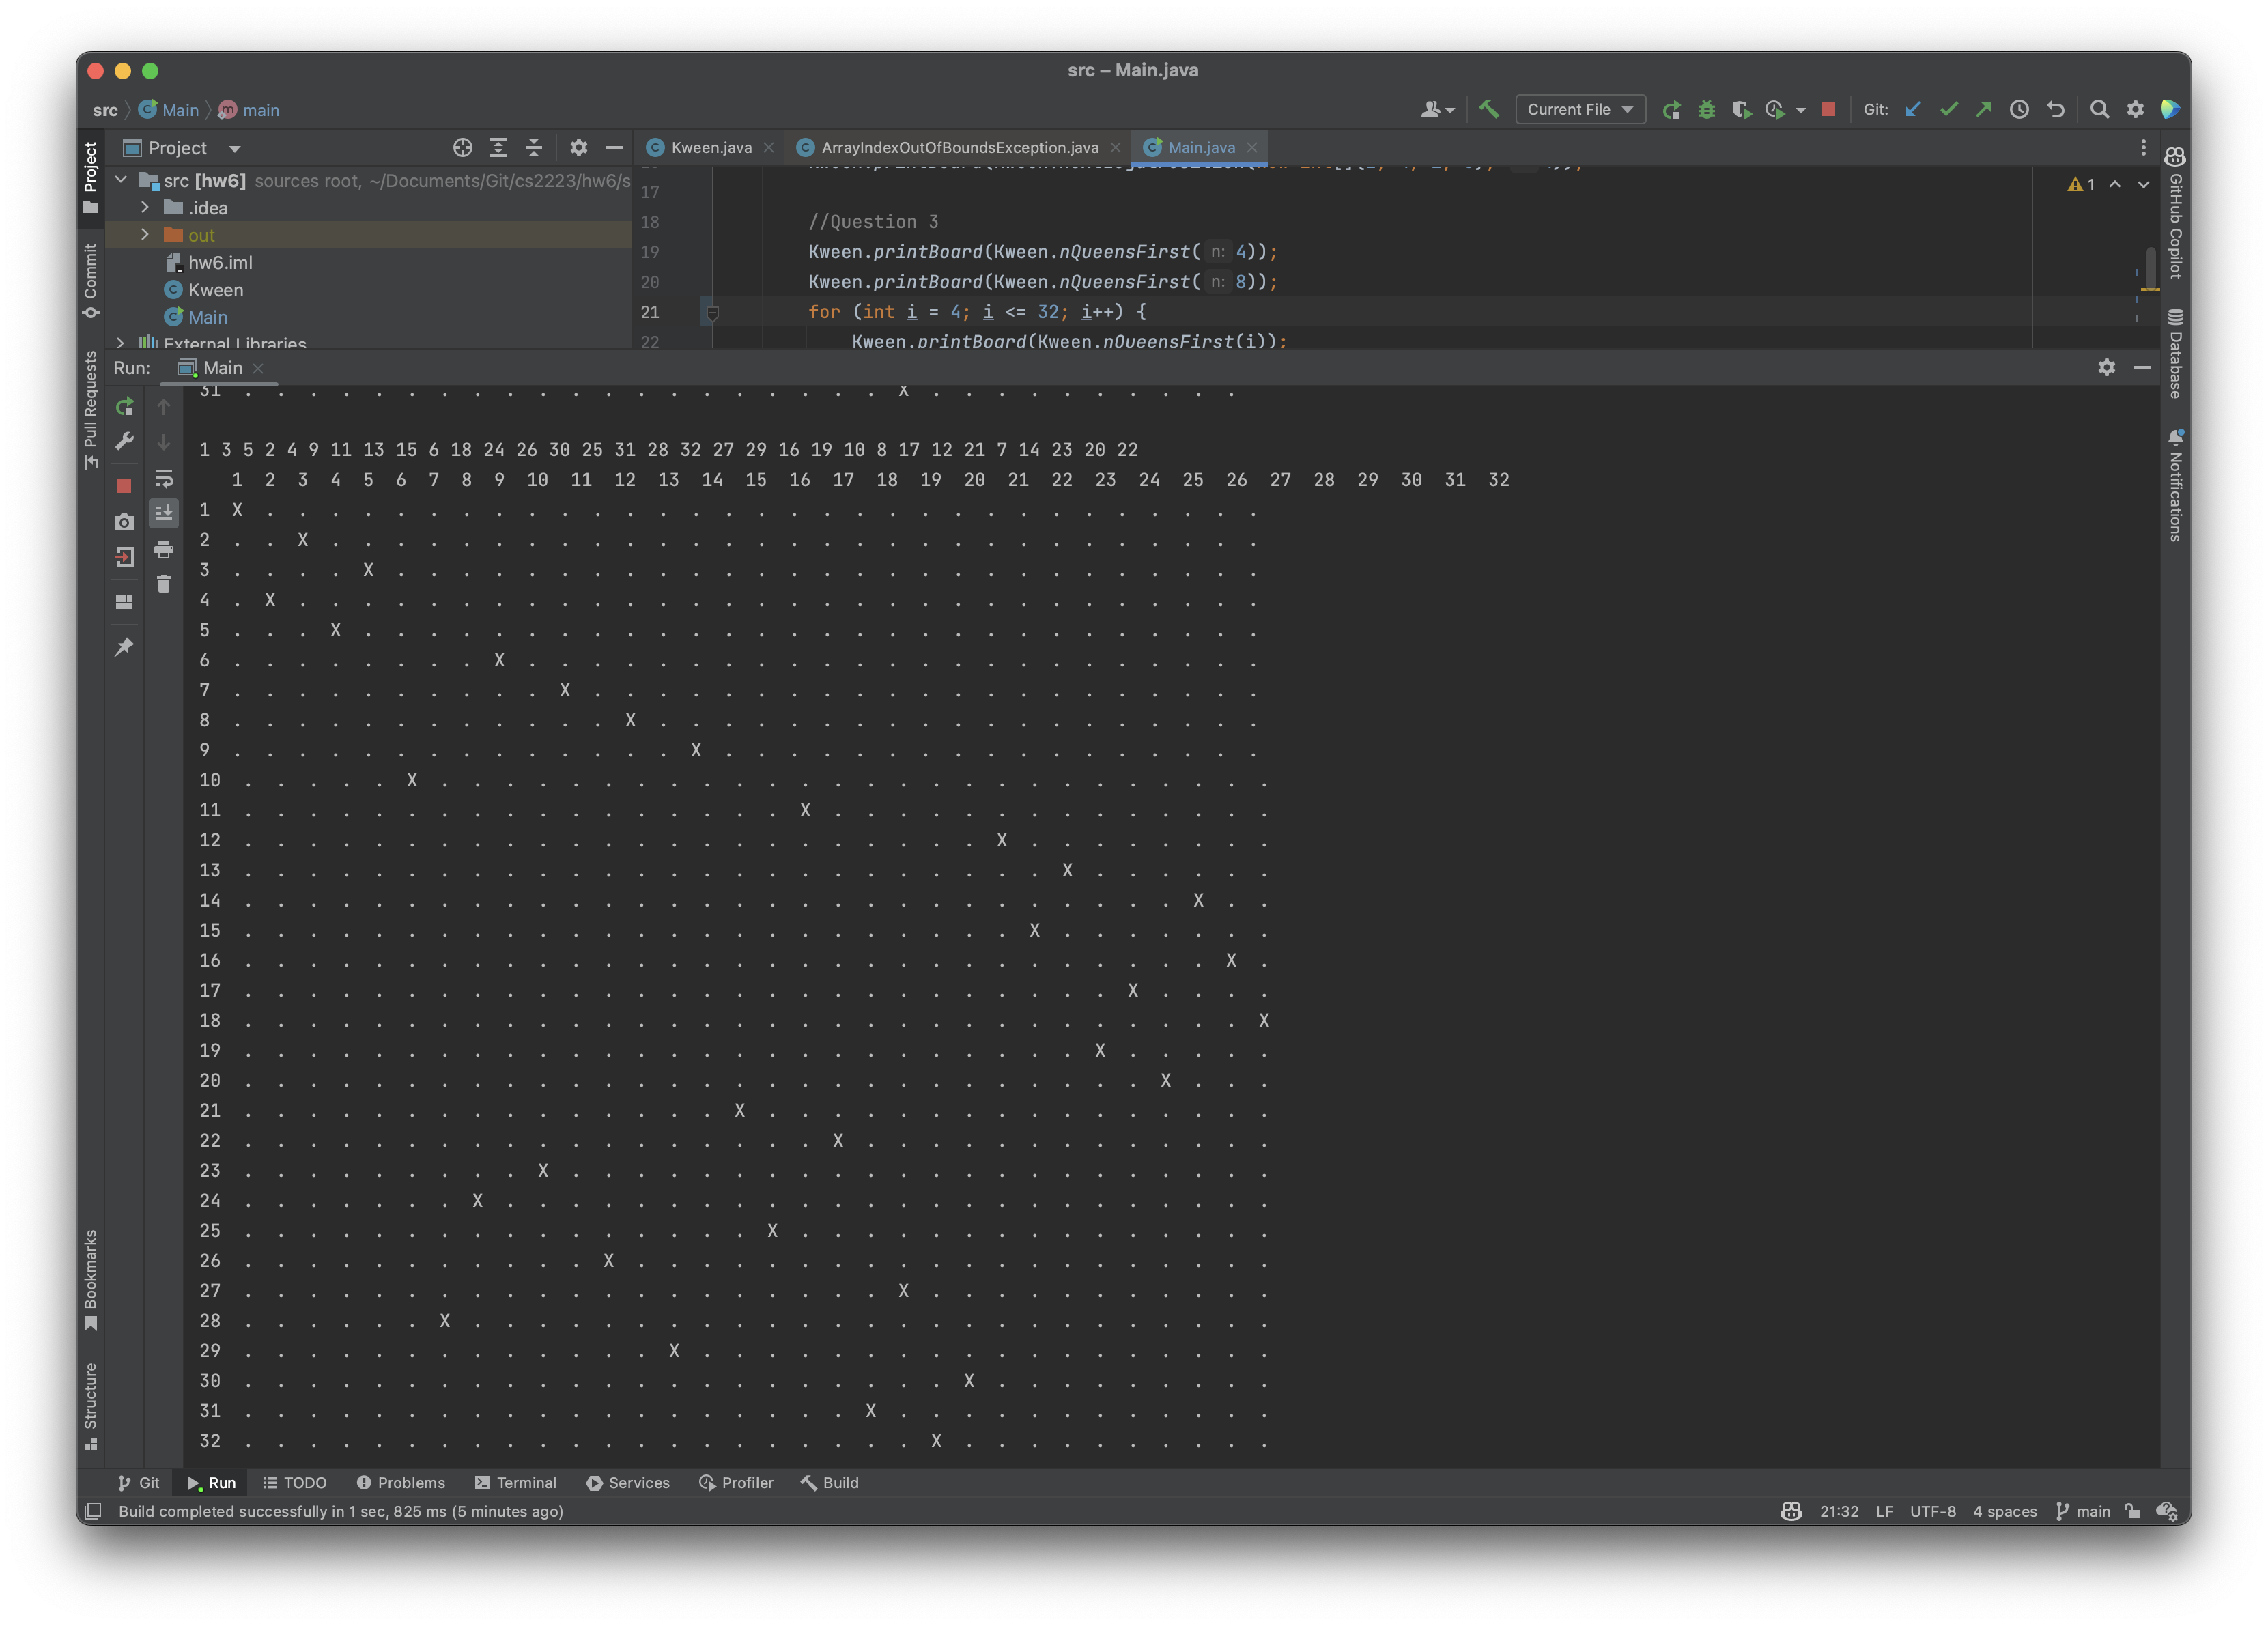 src – Main.java
src Main main
Current File
Git:
Project
Kween.java
ArrayIndexOutOfBoundsException.java
Main.java
src [hw6] sources root, ~/Documents/Git/cs2223/hw6/s
.idea
out
hw6.iml
Kween
Main
External Libraries
17
18 //Question 3
19 Kween.printBoard(Kween.nQueensFirst( n: 4));
20 Kween.printBoard(Kween.nQueensFirst( n: 8));
21 for (int i = 4; i <= 32; i++) {
22 Kween.printBoard(Kween.nQueensFirst(i));
1
Project
Commit
Pull Requests
Bookmarks
Structure
GitHub Copilot
Database
Notifications
Run: Main
31 . . . . . . . . . . . . . . . . . . . . X . . . . . . . . . .
1 3 5 2 4 9 11 13 15 6 18 24 26 30 25 31 28 32 27 29 16 19 10 8 17 12 21 7 14 23 20 22
1 2 3 4 5 6 7 8 9 10 11 12 13 14 15 16 17 18 19 20 21 22 23 24 25 26 27 28 29 30 31 32
1 X . . . . . . . . . . . . . . . . . . . . . . . . . . . . . . .
2 . . X . . . . . . . . . . . . . . . . . . . . . . . . . . . . .
3 . . . . X . . . . . . . . . . . . . . . . . . . . . . . . . . .
4 . X . . . . . . . . . . . . . . . . . . . . . . . . . . . . . .
5 . . . X . . . . . . . . . . . . . . . . . . . . . . . . . . . .
6 . . . . . . . . X . . . . . . . . . . . . . . . . . . . . . . .
7 . . . . . . . . . . X . . . . . . . . . . . . . . . . . . . . .
8 . . . . . . . . . . . . X . . . . . . . . . . . . . . . . . . .
9 . . . . . . . . . . . . . . X . . . . . . . . . . . . . . . . .
10 . . . . . X . . . . . . . . . . . . . . . . . . . . . . . . . .
11 . . . . . . . . . . . . . . . . . X . . . . . . . . . . . . . .
12 . . . . . . . . . . . . . . . . . . . . . . . X . . . . . . . .
13 . . . . . . . . . . . . . . . . . . . . . . . . . X . . . . . .
14 . . . . . . . . . . . . . . . . . . . . . . . . . . . . . X . .
15 . . . . . . . . . . . . . . . . . . . . . . . . X . . . . . . .
16 . . . . . . . . . . . . . . . . . . . . . . . . . . . . . . X .
17 . . . . . . . . . . . . . . . . . . . . . . . . . . . X . . . .
18 . . . . . . . . . . . . . . . . . . . . . . . . . . . . . . . X
19 . . . . . . . . . . . . . . . . . . . . . . . . . . X . . . . .
20 . . . . . . . . . . . . . . . . . . . . . . . . . . . . X . . .
21 . . . . . . . . . . . . . . . X . . . . . . . . . . . . . . . .
22 . . . . . . . . . . . . . . . . . . X . . . . . . . . . . . . .
23 . . . . . . . . . X . . . . . . . . . . . . . . . . . . . . . .
24 . . . . . . . X . . . . . . . . . . . . . . . . . . . . . . . .
25 . . . . . . . . . . . . . . . . X . . . . . . . . . . . . . . .
26 . . . . . . . . . . . X . . . . . . . . . . . . . . . . . . . .
27 . . . . . . . . . . . . . . . . . . . . X . . . . . . . . . . .
28 . . . . . . X . . . . . . . . . . . . . . . . . . . . . . . . .
29 . . . . . . . . . . . . . X . . . . . . . . . . . . . . . . . .
30 . . . . . . . . . . . . . . . . . . . . . . X . . . . . . . . .
31 . . . . . . . . . . . . . . . . . . . X . . . . . . . . . . . .
32 . . . . . . . . . . . . . . . . . . . . . X . . . . . . . . . .
Git Run TODO Problems Terminal Services Profiler Build
Build completed successfully in 1 sec, 825 ms (5 minutes ago)
21:32 LF UTF-8 4 spaces main